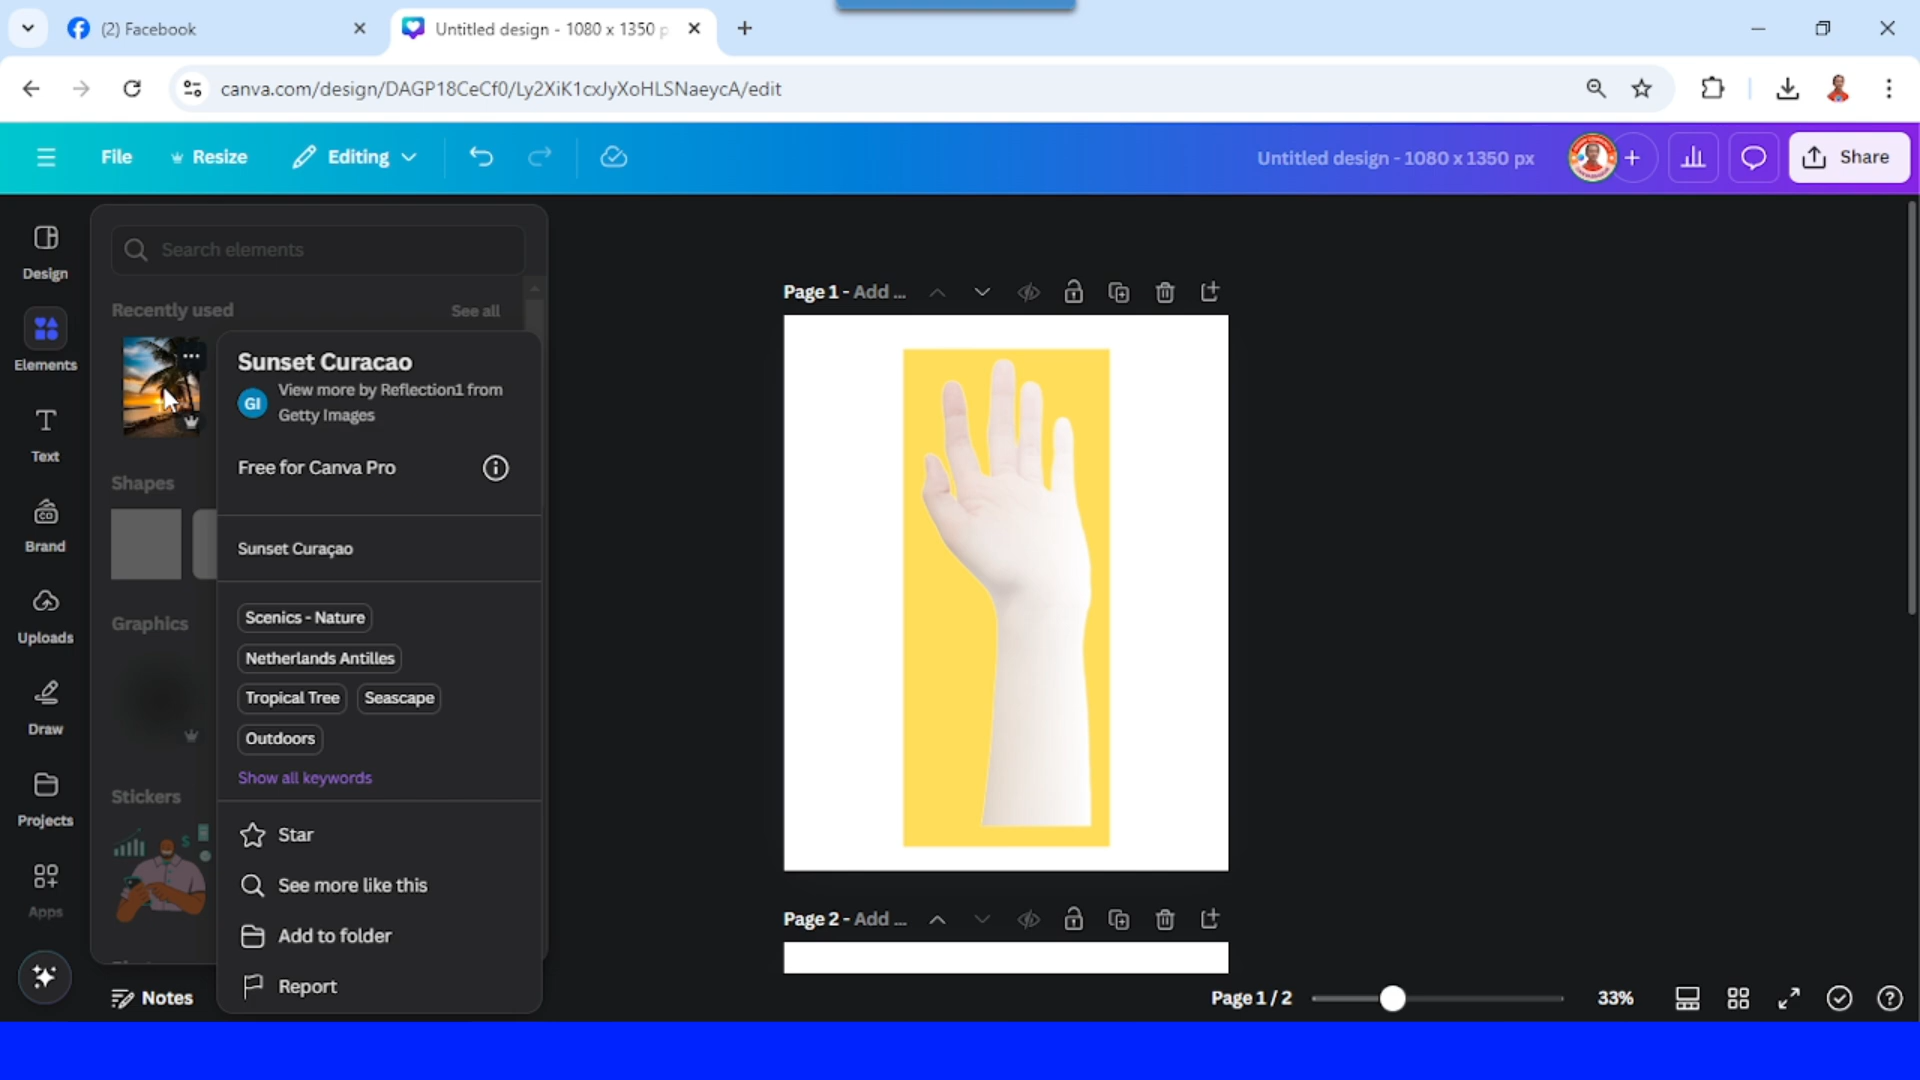 (2) Facebook
Untitled design - 1080 x 1350 p
canva.com/design/DAGP18CeCf0/Ly2XiK1cxJyXoHLSNaeycA/edit
File
Resize
Editing
Untitled design - 1080 x 1350 px
Share
Design
Elements
Text
Brand
Uploads
Draw
Projects
Apps
Search elements
Recently used
See all
Shapes
Graphics
Stickers
Notes
Sunset Curacao
GI
View more by Reflection1 from
Getty Images
Free for Canva Pro
Sunset Curaçao
Scenics - Nature
Netherlands Antilles
Tropical Tree
Seascape
Outdoors
Show all keywords
Star
See more like this
Add to folder
Report
Page 1 - Add ...
Page 2 - Add ...
Page 1 / 2
33%